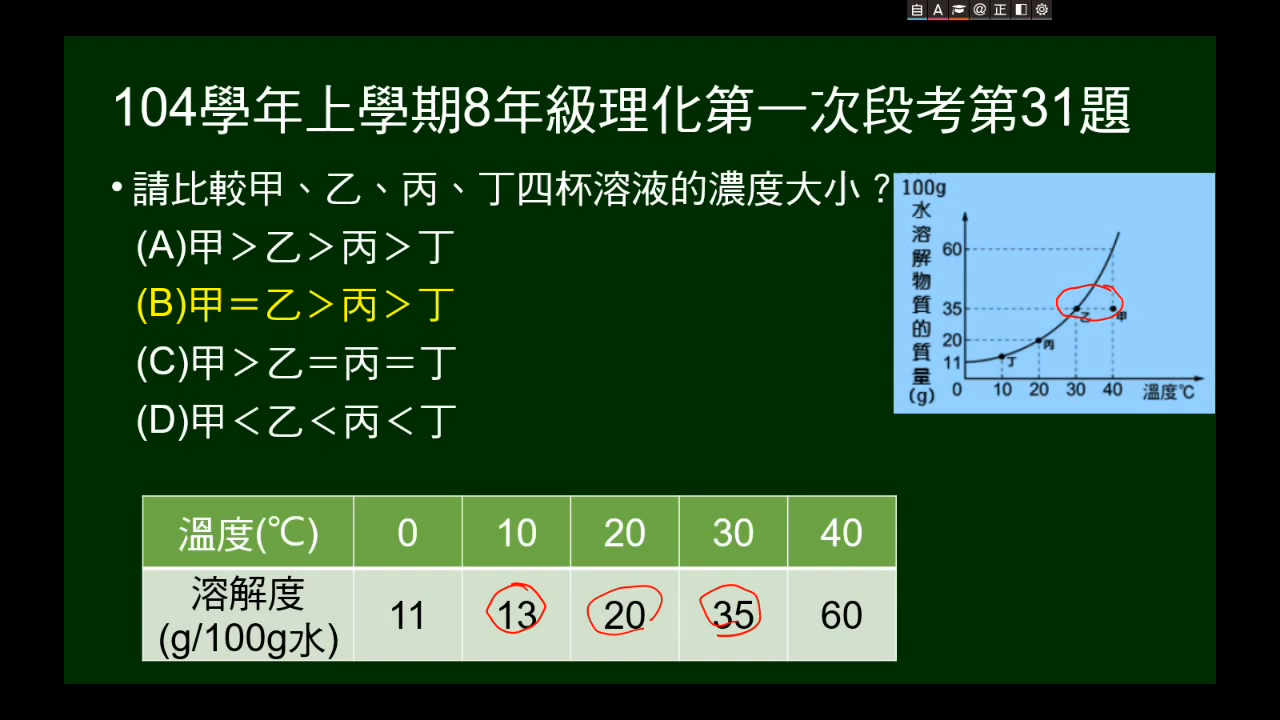 自 A @ 正
104學年上學期8年級理化第一次段考第31題
• 請比較甲、乙、丙、丁四杯溶液的濃度大小？
(A)甲＞乙＞丙＞丁
(B)甲＝乙＞丙＞丁
(C)甲＞乙＝丙＝丁
(D)甲＜乙＜丙＜丁
100g
水溶解物質的質量
(g)
60
35
20
11
乙
甲
丙
丁
0 10 20 30 40 溫度℃
溫度(℃) 0 10 20 30 40
溶解度
(g/100g水) 11 13 20 35 60